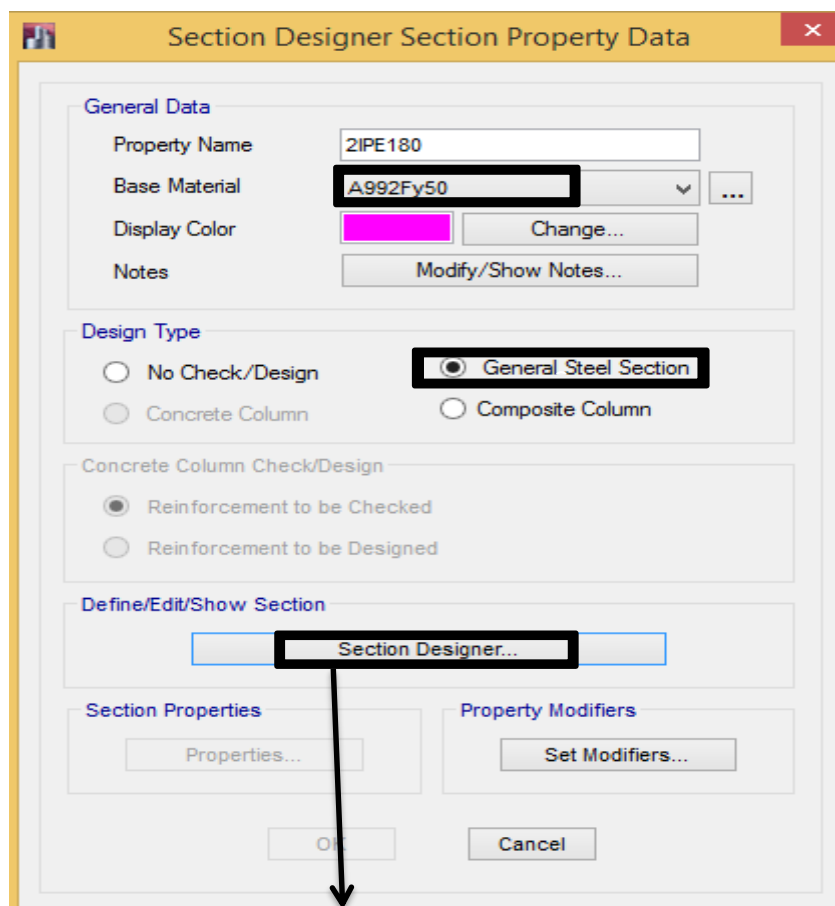 Section Designer Section Property Data
General Data
Property Name 2IPE180
Base Material A992Fy50 ...
Display Color Change...
Notes Modify/Show Notes...
Design Type
No Check/Design General Steel Section
Concrete Column Composite Column
Concrete Column Check/Design
Reinforcement to be Checked
Reinforcement to be Designed
Define/Edit/Show Section
Section Designer...
Section Properties Property Modifiers
Properties... Set Modifiers...
OK Cancel